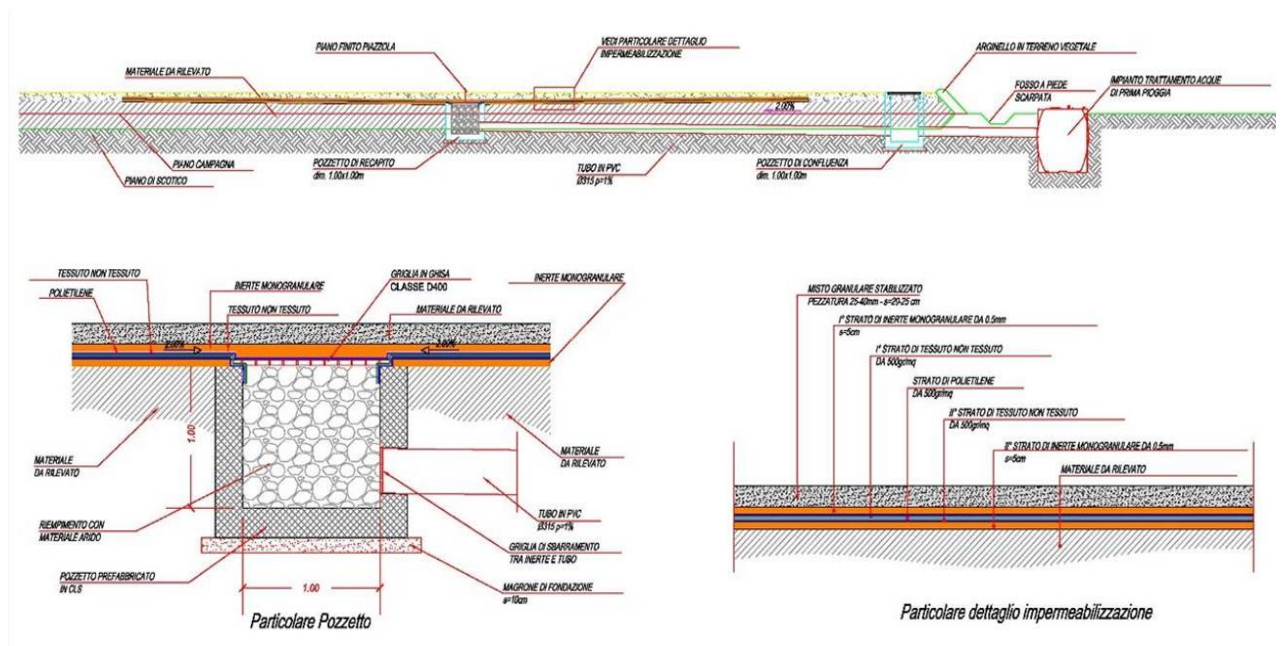 PIANO FINITO PIAZZOLA
VEDI PARTICOLARE DETTAGLIO
IMPERMEABILIZZAZIONE
ARGINELLO IN TERRENO VEGETALE
MATERIALE DA RILEVATO
FOSSO A PIEDE
SCARPATA
IMPIANTO TRATTAMENTO ACQUE
DI PRIMA PIOGGIA
2.00%
PIANO CAMPAGNA
PIANO DI SCOTICO
POZZETTO DI RECAPITO
dim. 1.00x1.00m
TUBO IN PVC
Ø315 p=1%
POZZETTO DI CONFLUENZA
dim. 1.00x1.00m
TESSUTO NON TESSUTO
POLIETILENE
INERTE MONOGRANULARE
TESSUTO NON TESSUTO
GRIGLIA IN GHISA
CLASSE D400
MATERIALE DA RILEVATO
INERTE MONOGRANULARE
2.00%
2.00%
1.00
MATERIALE
DA RILEVATO
MATERIALE
DA RILEVATO
RIEMPIMENTO CON
MATERIALE ARIDO
TUBO IN PVC
Ø315 p=1%
GRIGLIA DI SBARRAMENTO
TRA INERTE E TUBO
POZZETTO PREFABBRICATO
IN CLS
1.00
MAGRONE DI FONDAZIONE
s=10cm
Particolare Pozzetto
MISTO GRANULARE STABILIZZATO
PEZZATURA 25-40mm - s=20-25 cm
I° STRATO DI INERTE MONOGRANULARE DA 0.5mm
s=5cm
I° STRATO DI TESSUTO NON TESSUTO
DA 500gr/mq
STRATO DI POLIETILENE
DA 500gr/mq
II° STRATO DI TESSUTO NON TESSUTO
DA 500gr/mq
II° STRATO DI INERTE MONOGRANULARE DA 0.5mm
s=5cm
MATERIALE DA RILEVATO
Particolare dettaglio impermeabilizzazione